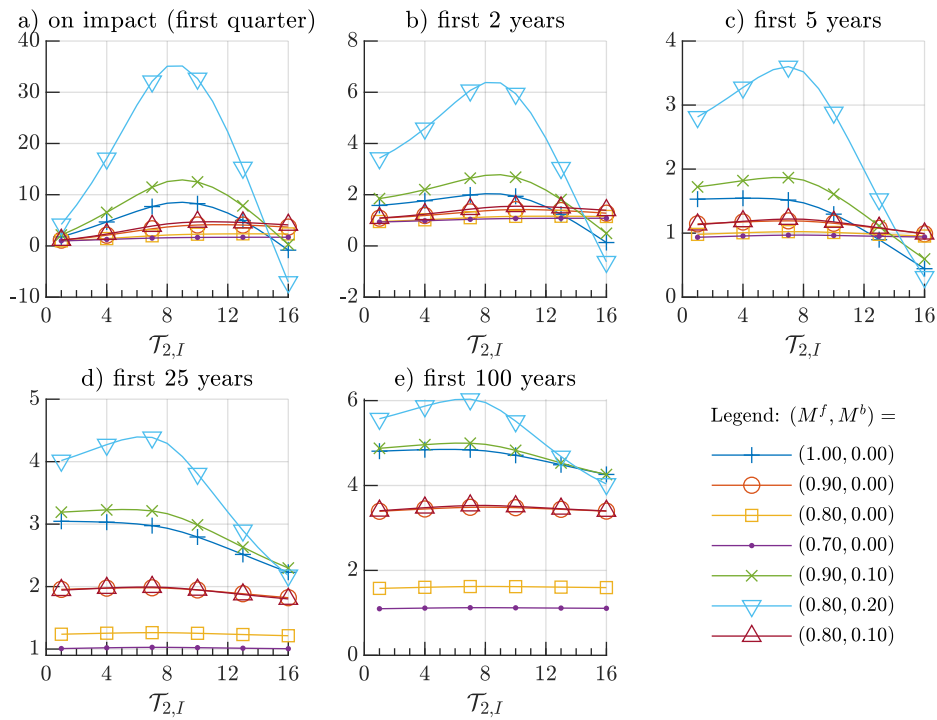 a) on impact (first quarter)
b) first 2 years
c) first 5 years
40
30
20
10
0
-10
0 4 8 12 16
𝒯2,I
8
6
4
2
0
-2
0 4 8 12 16
𝒯2,I
4
3
2
1
0
0 4 8 12 16
𝒯2,I
d) first 25 years
e) first 100 years
5
4
3
2
1
0 4 8 12 16
𝒯2,I
6
4
2
0
0 4 8 12 16
𝒯2,I
Legend: (M^f, M^b) =
(1.00, 0.00)
(0.90, 0.00)
(0.80, 0.00)
(0.70, 0.00)
(0.90, 0.10)
(0.80, 0.20)
(0.80, 0.10)